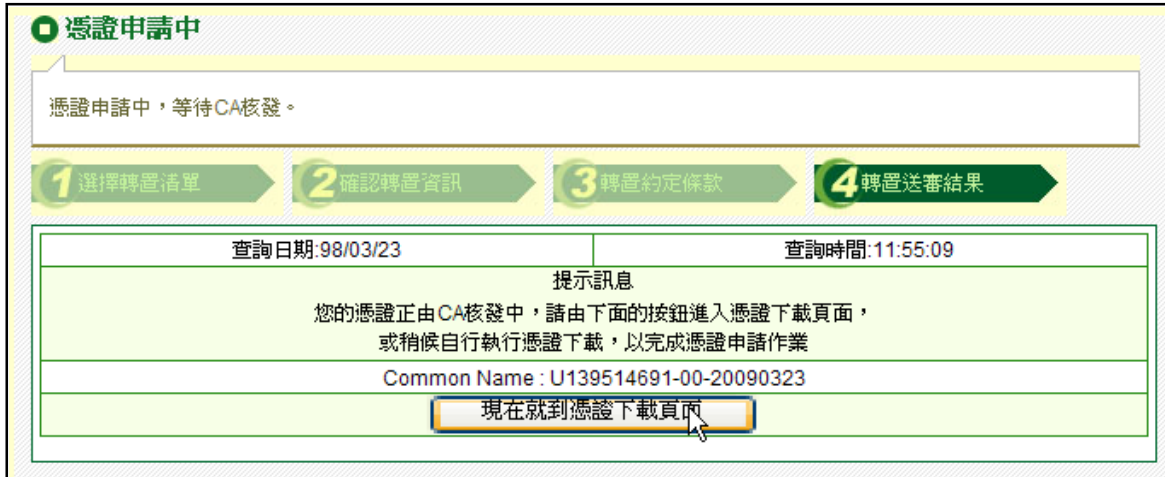 憑證申請中
憑證申請中，等待CA核發。
1 選擇轉置清單
2 確認轉置資訊
3 轉置約定條款
4 轉置送審結果
查詢日期:98/03/23
查詢時間:11:55:09
提示訊息
您的憑證正由CA核發中，請由下面的按鈕進入憑證下載頁面，
或稍候自行執行憑證下載，以完成憑證申請作業
Common Name : U139514691-00-20090323
現在就到憑證下載頁面